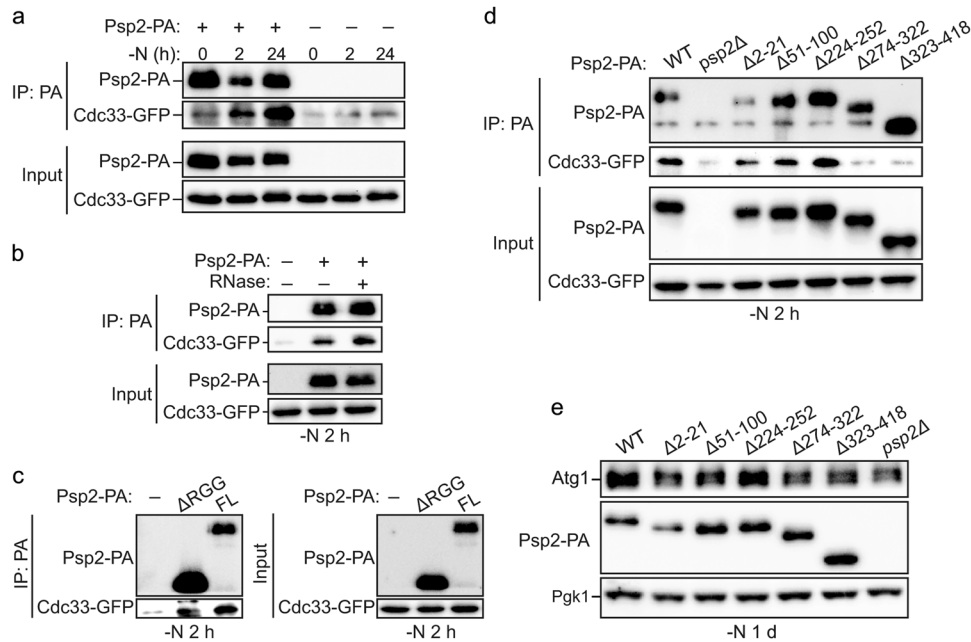 a
Psp2-PA: + + + – – –
-N (h): 0 2 24 0 2 24
IP: PA
Psp2-PA
Cdc33-GFP
Input
Psp2-PA
Cdc33-GFP
b
Psp2-PA: – + +
RNase: – – +
IP: PA
Psp2-PA
Cdc33-GFP
Input
Psp2-PA
Cdc33-GFP
-N 2 h
c
Psp2-PA: – ΔRGG FL
IP: PA
Psp2-PA
Cdc33-GFP
-N 2 h
Psp2-PA: – ΔRGG FL
Input
Psp2-PA
Cdc33-GFP
-N 2 h
d
Psp2-PA: WT psp2Δ Δ2-21 Δ51-100 Δ224-252 Δ274-322 Δ323-418
IP: PA
Psp2-PA
Cdc33-GFP
Input
Psp2-PA
Cdc33-GFP
-N 2 h
e
WT Δ2-21 Δ51-100 Δ224-252 Δ274-322 Δ323-418 psp2Δ
Atg1
Psp2-PA
Pgk1
-N 1 d